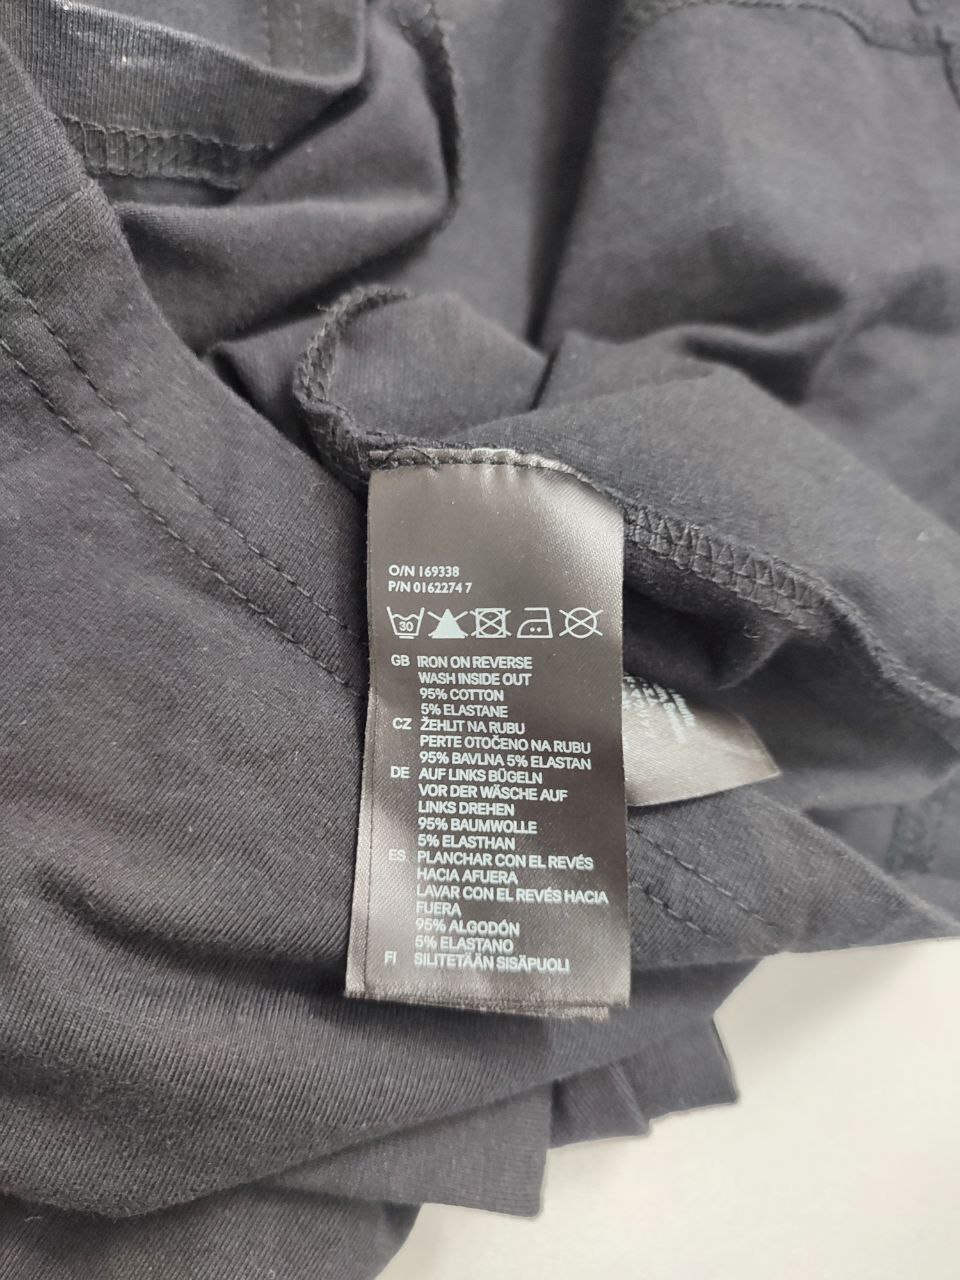 O/N 169338
P/N 0162274 7
30
GB IRON ON REVERSE
WASH INSIDE OUT
95% COTTON
5% ELASTANE
CZ ŽEHLIT NA RUBU
PERTE OTOČENO NA RUBU
95% BAVLNA 5% ELASTAN
DE AUF LINKS BÜGELN
VOR DER WÄSCHE AUF
LINKS DREHEN
95% BAUMWOLLE
5% ELASTHAN
ES PLANCHAR CON EL REVÉS
HACIA AFUERA
LAVAR CON EL REVÉS HACIA
FUERA
95% ALGODÓN
5% ELASTANO
FI SILITETÄÄN SISÄPUOLI